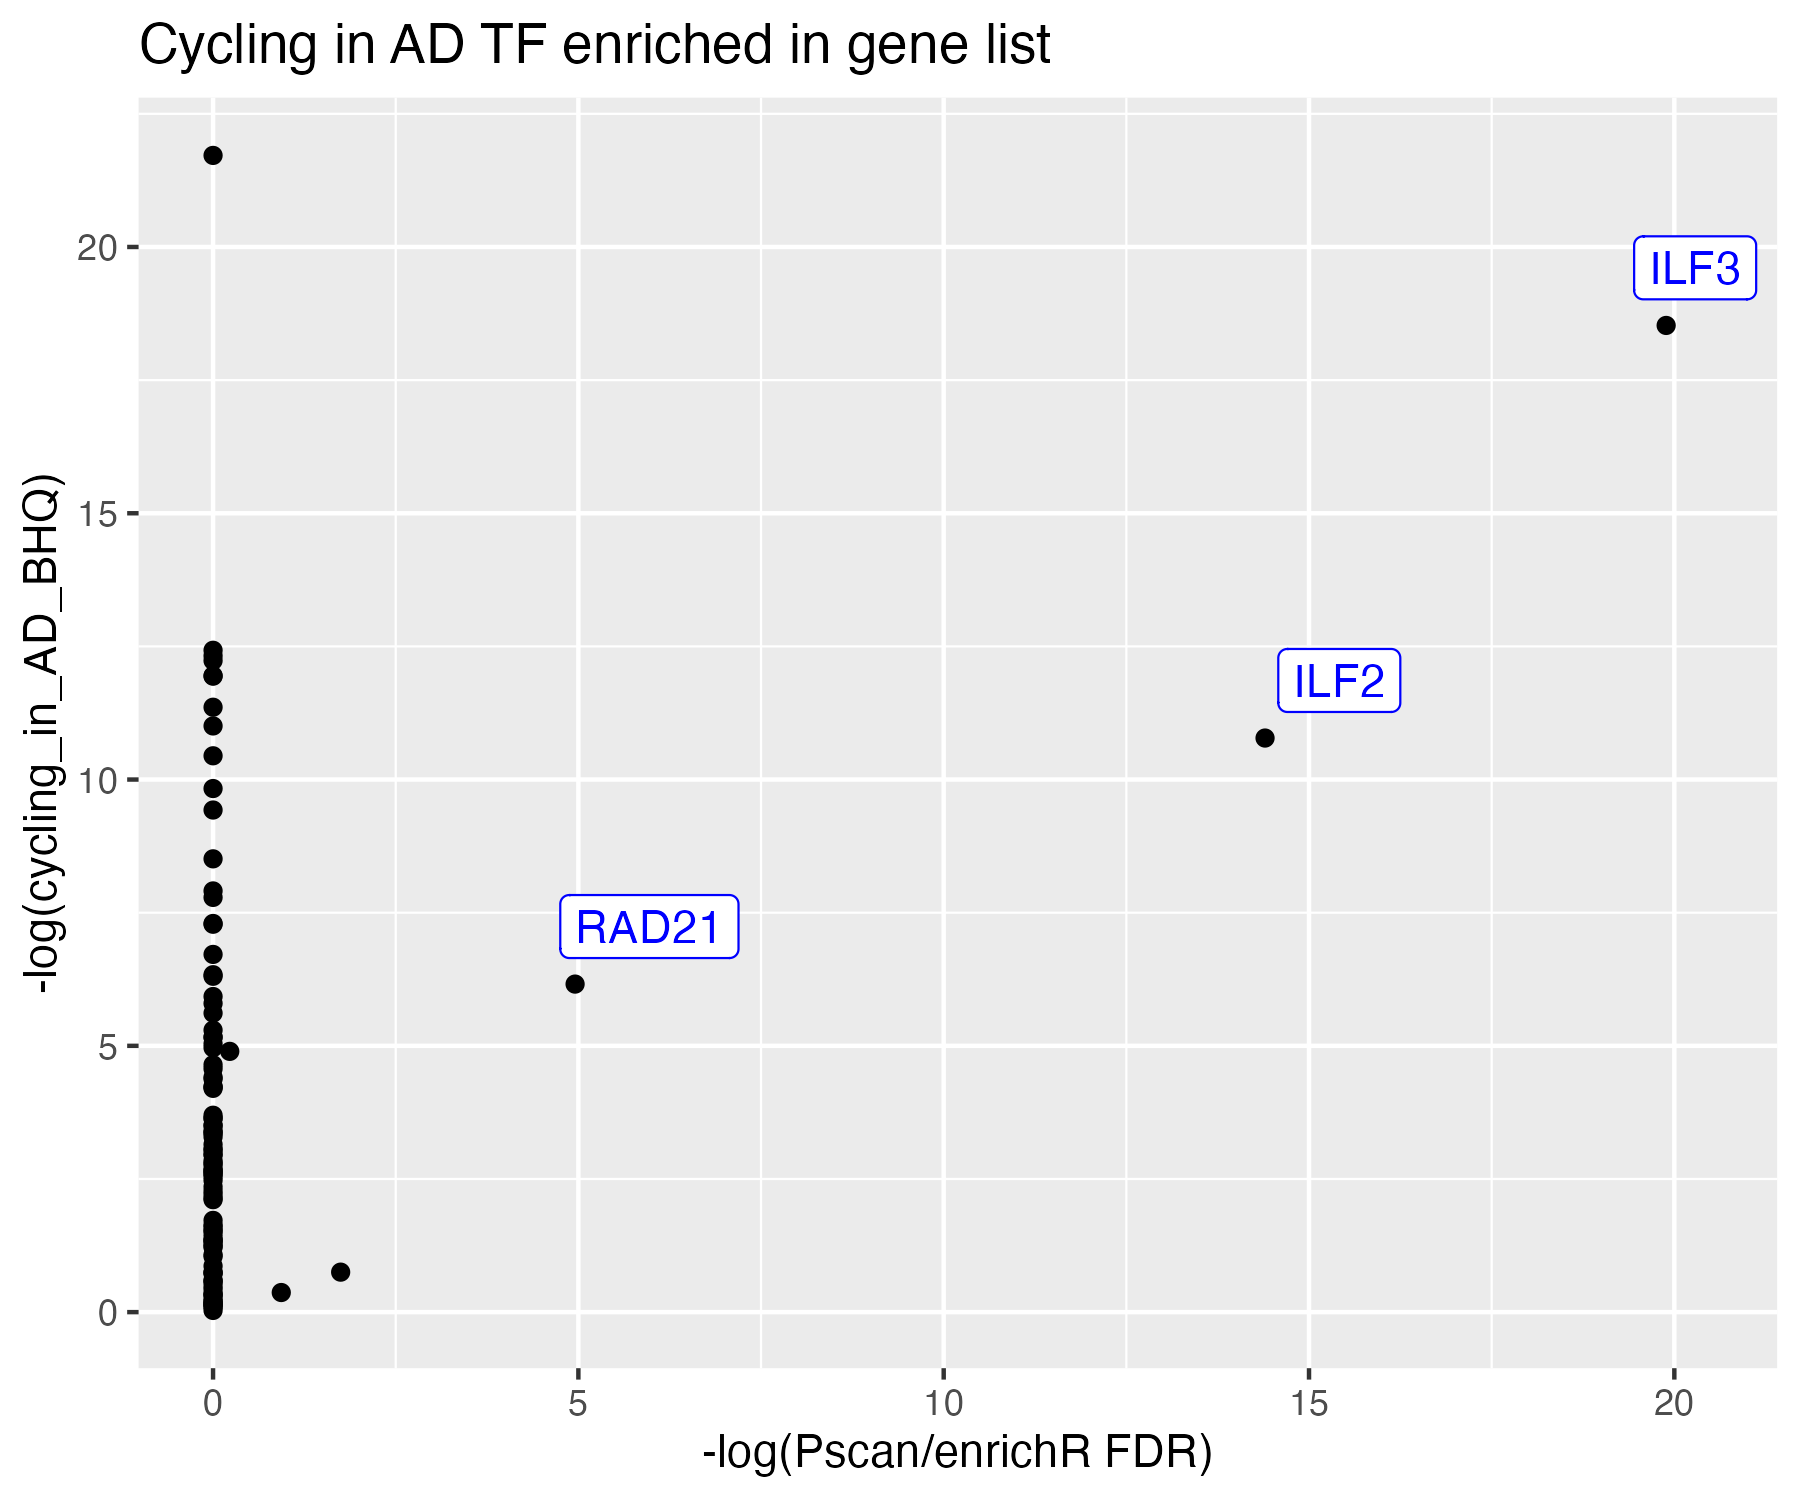 Cycling in AD TF enriched in gene list
-log(cycling_in_AD_BHQ)
20
15
10
5
0
ILF3
ILF2
RAD21
0 5 10 15 20
-log(Pscan/enrichR FDR)